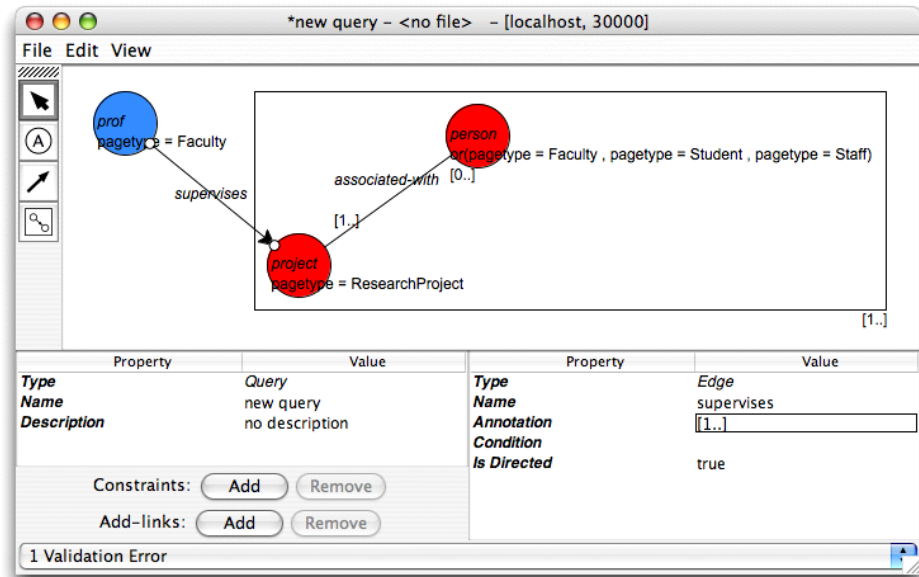 *new query – <no file> – [localhost, 30000]
File Edit View
prof
pagetype = Faculty
person
or(pagetype = Faculty , pagetype = Student , pagetype = Staff)
[0..]
associated-with
supervises
[1..]
project
pagetype = ResearchProject
[1..]
A
Property Value
Type Query
Name new query
Description no description
Constraints: Add Remove
Add-links: Add Remove
Property Value
Type Edge
Name supervises
Annotation [1..]
Condition
Is Directed true
1 Validation Error